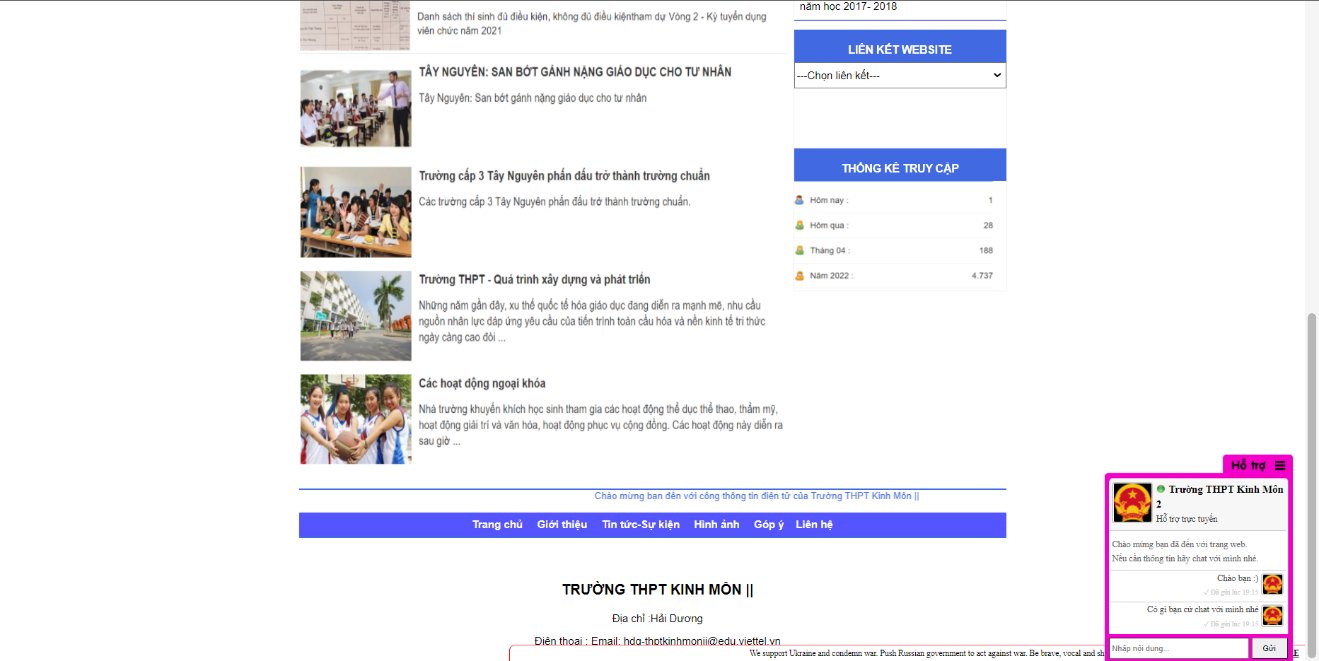 Danh sách thí sinh đủ điều kiện, không đủ điều kiệntham dự Vòng 2 - Kỳ tuyển dụng
viên chức năm 2021
TÂY NGUYÊN: SAN BỚT GÁNH NẶNG GIÁO DỤC CHO TƯ NHÂN
Tây Nguyên: San bớt gánh nặng giáo dục cho tư nhân
Trường cấp 3 Tây Nguyên phấn đấu trở thành trường chuẩn
Các trường cấp 3 Tây Nguyên phấn đấu trở thành trường chuẩn.
Trường THPT - Quá trình xây dựng và phát triển
Những năm gần đây, xu thế quốc tế hóa giáo dục đang diễn ra mạnh mẽ, nhu cầu
nguồn nhân lực đáp ứng yêu cầu của tiến trình toàn cầu hóa và nền kinh tế tri thức
ngày càng cao đòi ...
Các hoạt động ngoại khóa
Nhà trường khuyến khích học sinh tham gia các hoạt động thể dục thể thao, thẩm mỹ,
hoạt động giải trí và văn hóa, hoạt động phục vụ cộng đồng. Các hoạt động này diễn ra
sau giờ ...
năm học 2017- 2018
LIÊN KẾT WEBSITE
---Chọn liên kết---
THỐNG KÊ TRUY CẬP
Hôm nay : 1
Hôm qua : 28
Tháng 04 : 188
Năm 2022 : 4.737
Chào mừng bạn đến với cổng thông tin điện tử của Trường THPT Kinh Môn ||
Trang chủ Giới thiệu Tin tức-Sự kiện Hình ảnh Góp ý Liên hệ
TRƯỜNG THPT KINH MÔN ||
Địa chỉ :Hải Dương
Điện thoại : Email: hdg-thptkinhmonii@edu.viettel.vn
Hỗ trợ
Trường THPT Kinh Môn
2
Hỗ trợ trực tuyến
Chào mừng bạn đã đến với trang web.
Nếu cần thông tin hãy chat với mình nhé.
Chào bạn :)
✓ Đã gửi lúc 19:15
Có gì bạn cứ chat với mình nhé
✓ Đã gửi lúc 19:15
Nhập nội dung...
Gửi
We support Ukraine and condemn war. Push Russian government to act against war. Be brave, vocal and sh